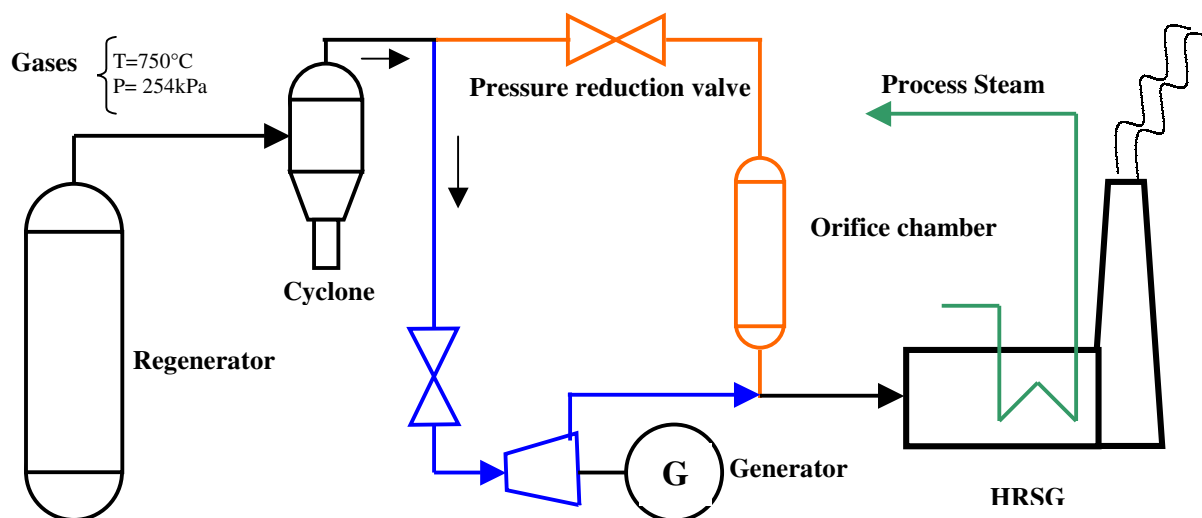 Gases
T=750°C
P= 254kPa
Pressure reduction valve
Process Steam
Orifice chamber
Cyclone
Regenerator
G
Generator
HRSG